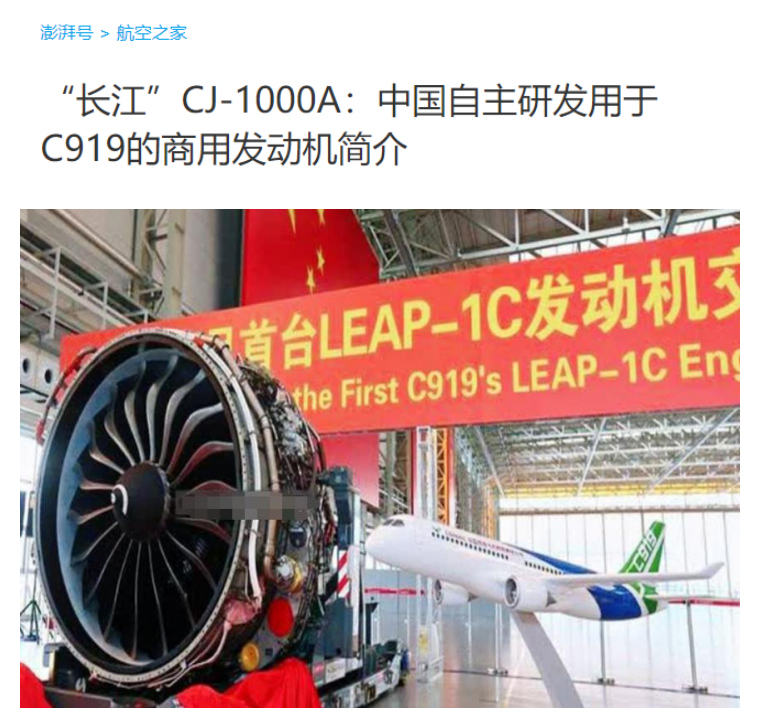 澎湃号 > 航空之家
“长江”CJ-1000A：中国自主研发用于
C919的商用发动机简介
首台LEAP-1C发动机交
the First C919's LEAP-1C Eng
C919